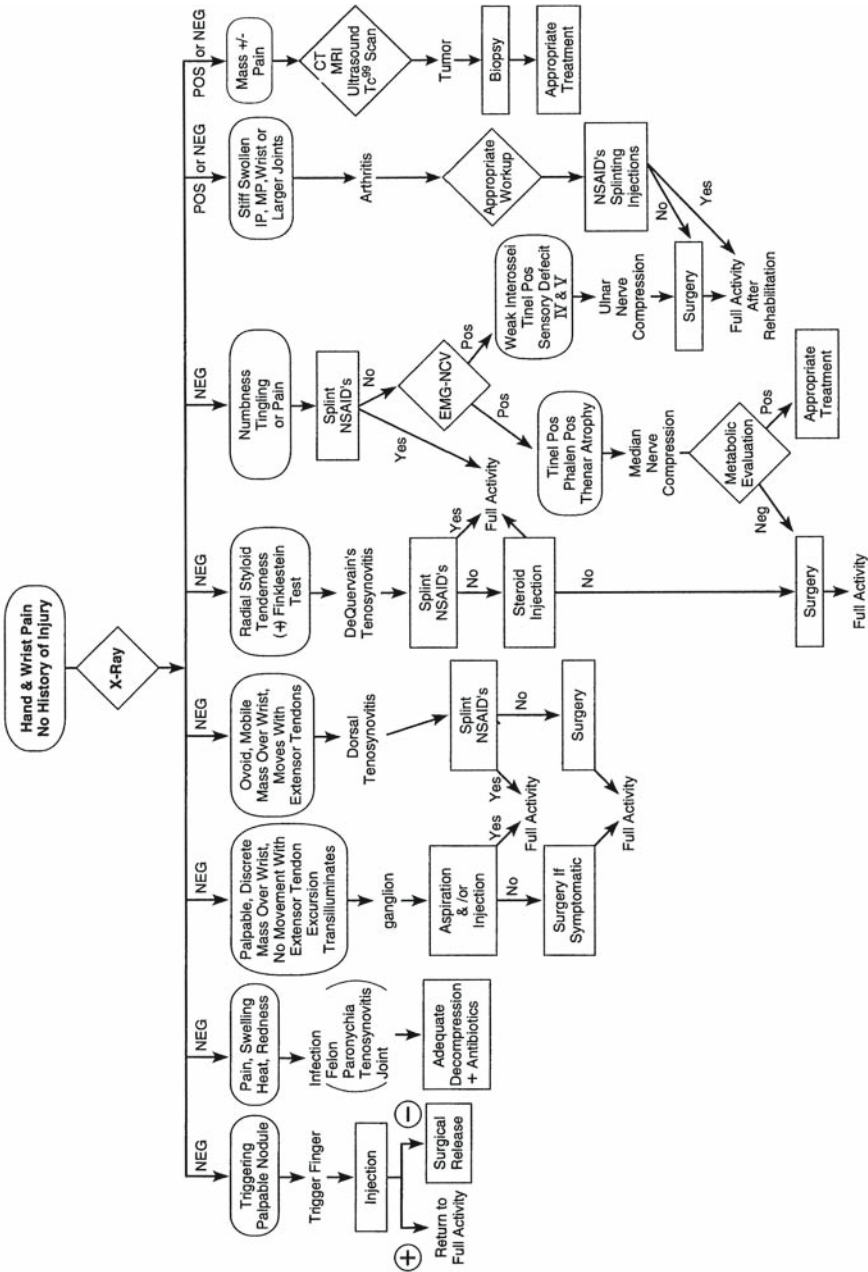 Hand & Wrist Pain
No History of Injury
X-Ray
NEG
Triggering
Palpable Nodule
Trigger Finger
Injection
+
Return to
Full Activity
−
Surgical
Release
NEG
Pain, Swelling
Heat, Redness
Infection
(Felon
Paronychia
Tenosynovitis
Joint)
Adequate
Decompression
+ Antibiotics
NEG
Palpable, Discrete
Mass Over Wrist,
No Movement With
Extensor Tendon
Excursion
Transilluminates
ganglion
Aspiration
& /or
Injection
Yes
Full Activity
No
Surgery If
Symptomatic
Full Activity
NEG
Ovoid, Mobile
Mass Over Wrist,
Moves With
Extensor Tendons
Dorsal
Tenosynovitis
Splint
NSAID's
Yes
No
Surgery
NEG
Radial Styloid
Tenderness
(+) Finklestein
Test
DeQuervain's
Tenosynovitis
Splint
NSAID's
Yes
Full Activity
No
Steroid
Injection
No
Surgery
Full Activity
NEG
Numbness
Tingling
or Pain
Splint
NSAID's
Yes
No
EMG-NCV
Pos
Tinel Pos
Phalen Pos
Thenar Atrophy
Median
Nerve
Compression
Metabolic
Evaluation
Neg
Pos
Appropriate
Treatment
Pos
Weak Interossei
Tinel Pos
Sensory Defecit
IV & V
Ulnar
Nerve
Compression
Surgery
Full Activity
After
Rehabilitation
POS or NEG
Stiff Swollen
IP, MP, Wrist or
Larger Joints
Arthritis
Appropriate
Workup
NSAID's
Splinting
Injections
No
Yes
POS or NEG
Mass +/-
Pain
CT
MRI
Ultrasound
Tc99 Scan
Tumor
Biopsy
Appropriate
Treatment